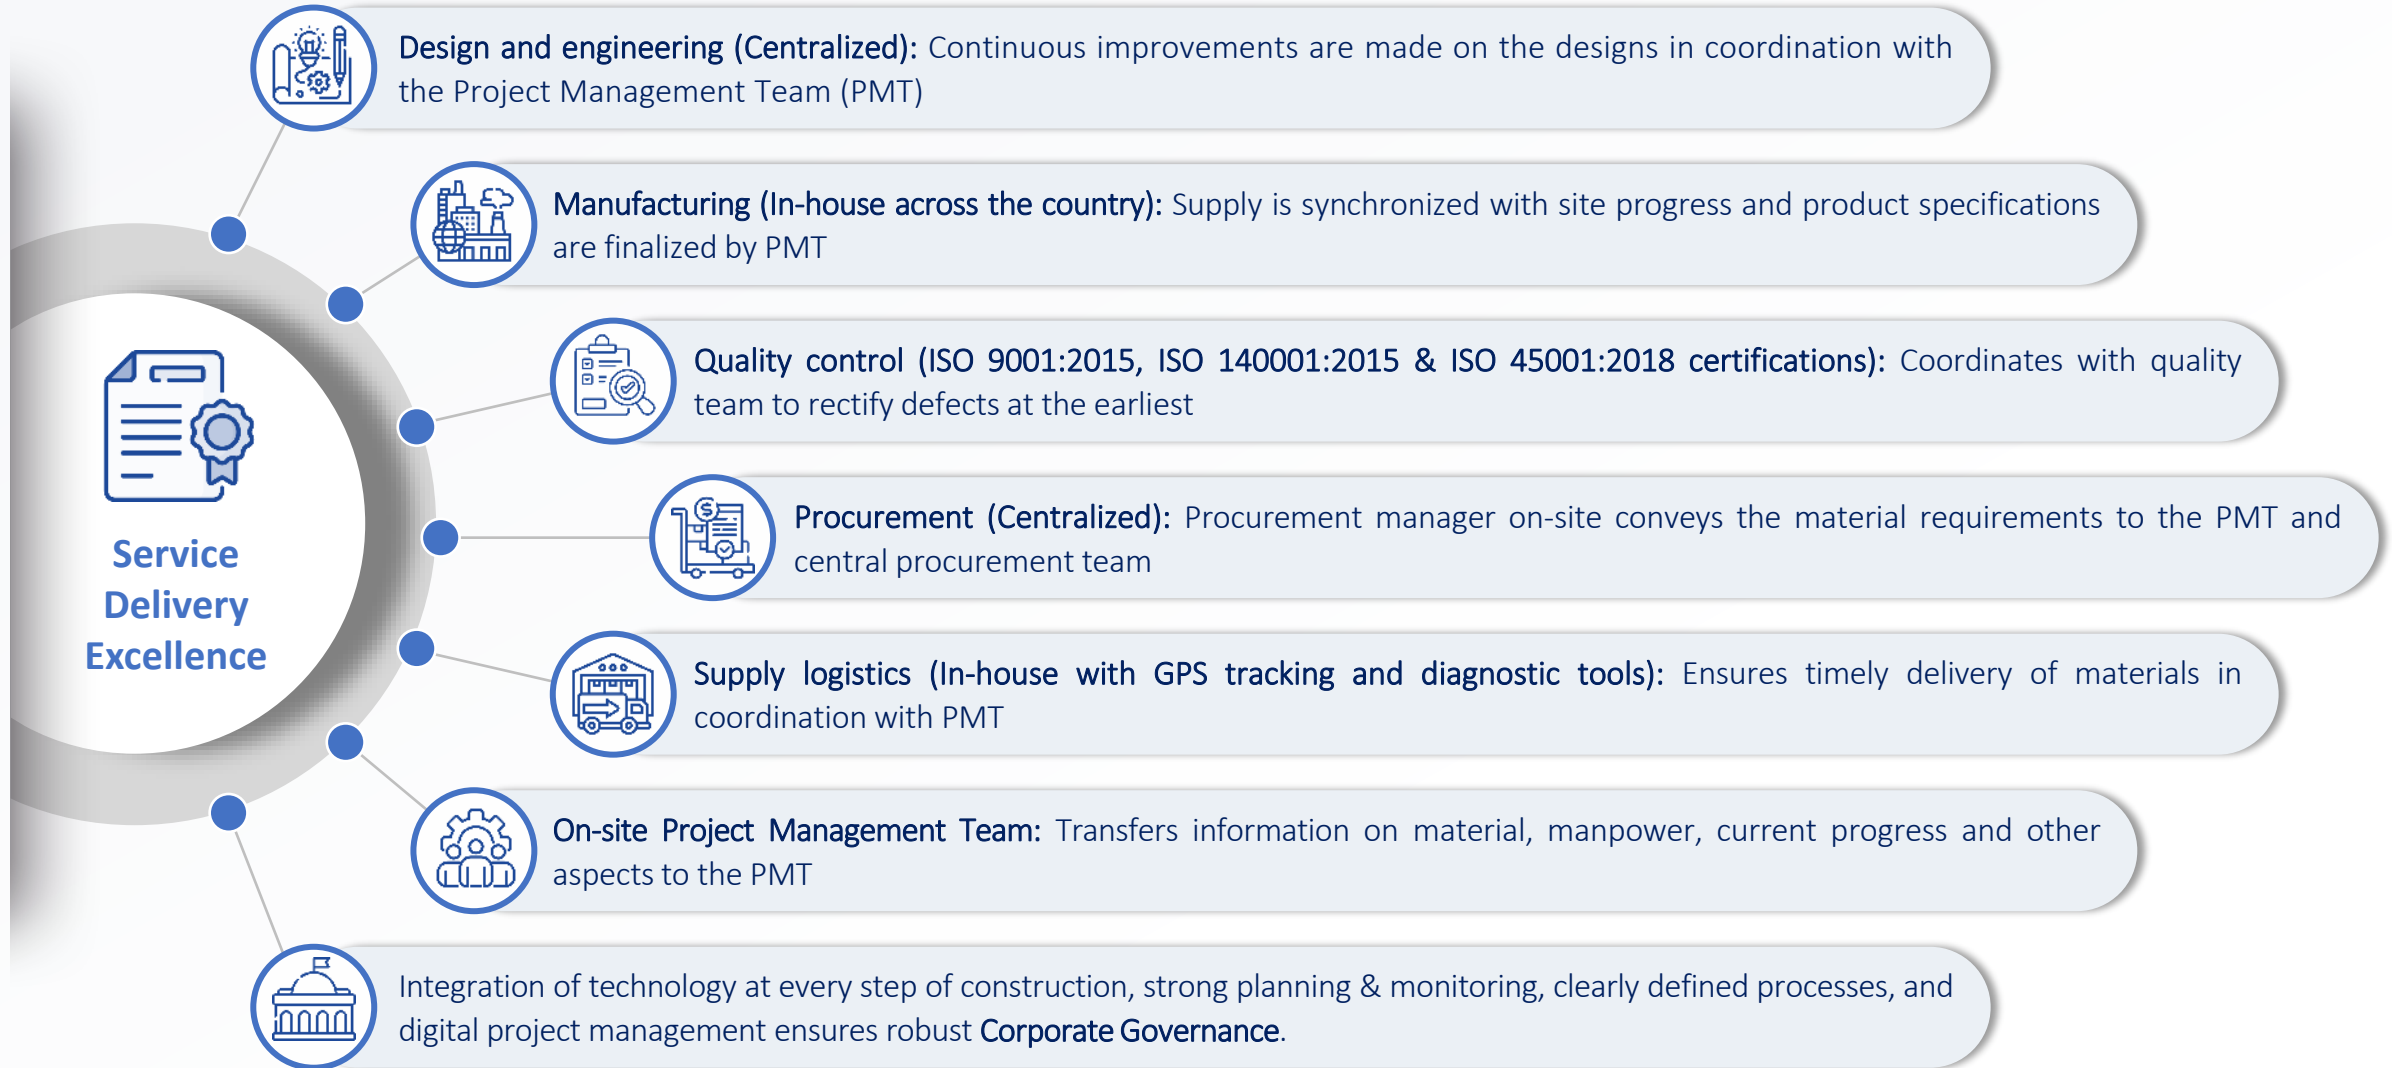 Design and engineering (Centralized): Continuous improvements are made on the designs in coordination with
the Project Management Team (PMT)
Manufacturing (In-house across the country): Supply is synchronized with site progress and product specifications
are finalized by PMT
Quality control (ISO 9001:2015, ISO 140001:2015 & ISO 45001:2018 certifications): Coordinates with quality
team to rectify defects at the earliest
Service
Delivery
Excellence
Procurement (Centralized): Procurement manager on-site conveys the material requirements to the PMT and
central procurement team
Supply logistics (In-house with GPS tracking and diagnostic tools): Ensures timely delivery of materials in
coordination with PMT
On-site Project Management Team: Transfers information on material, manpower, current progress and other
aspects to the PMT
Integration of technology at every step of construction, strong planning & monitoring, clearly defined processes, and
digital project management ensures robust Corporate Governance.